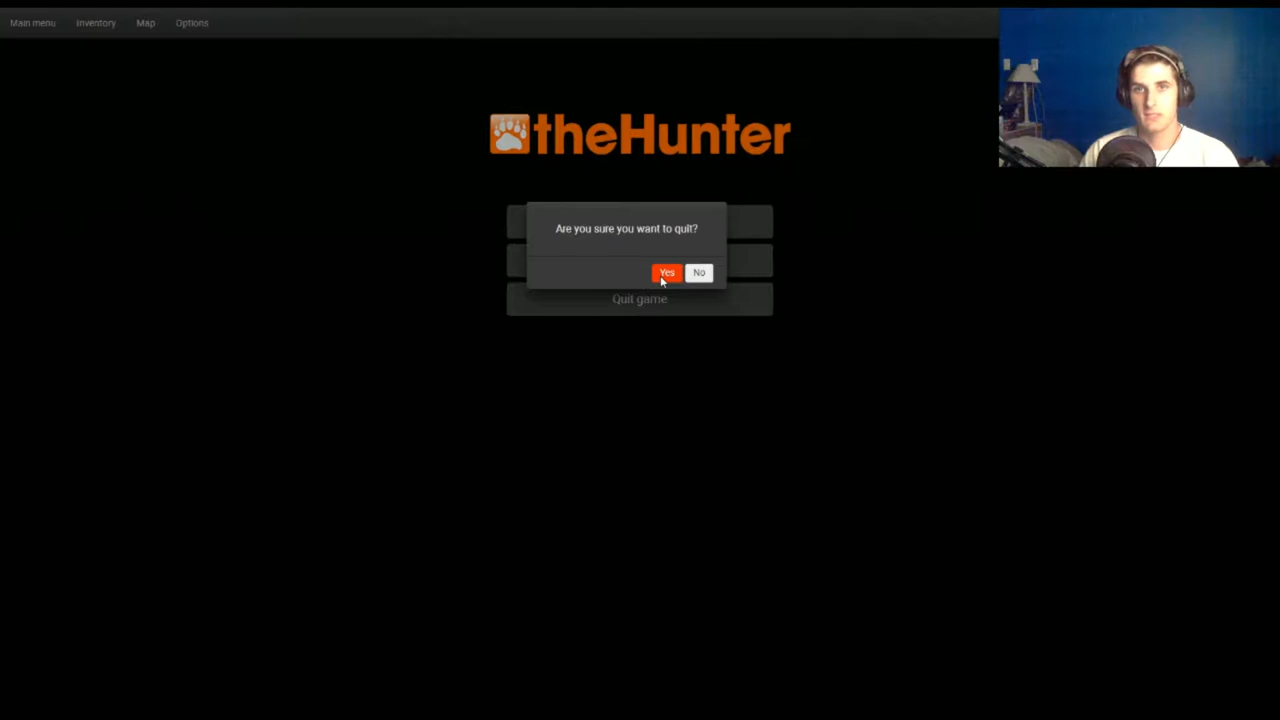 Main menu Inventory Map Options
theHunter
Are you sure you want to quit?
Yes No
Quit game